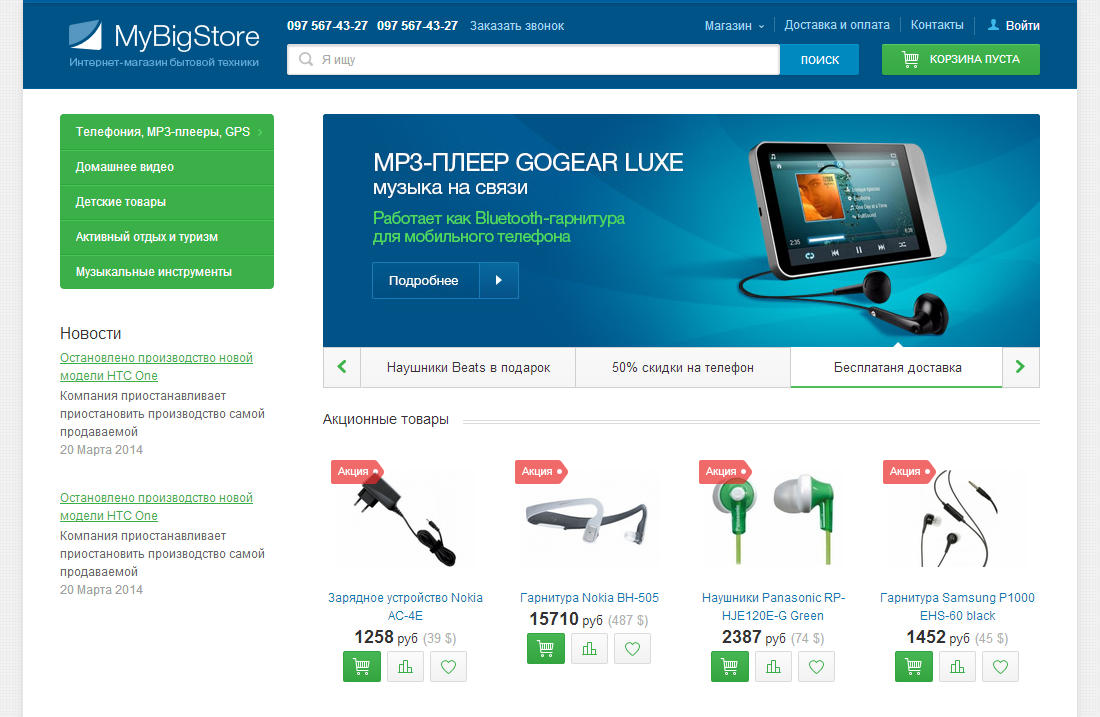 MyBigStore
Интернет-магазин бытовой техники
097 567-43-27 097 567-43-27 Заказать звонок
Магазин Доставка и оплата Контакты Войти
Я ищу
ПОИСК
КОРЗИНА ПУСТА
Телефония, MP3-плееры, GPS
Домашнее видео
Детские товары
Активный отдых и туризм
Музыкальные инструменты
MP3-ПЛЕЕР GOGEAR LUXE
музыка на связи
Работает как Bluetooth-гарнитура
для мобильного телефона
Подробнее
2:35
5:30
Наушники Beats в подарок
50% скидки на телефон
Бесплатаня доставка
Новости
Остановлено производство новой
модели HTC One
Компания приостанавливает
приостановить производство самой
продаваемой
20 Марта 2014
Остановлено производство новой
модели HTC One
Компания приостанавливает
приостановить производство самой
продаваемой
20 Марта 2014
Акционные товары
Акция
Зарядное устройство Nokia
AC-4E
1258 руб (39 $)
Акция
Гарнитура Nokia BH-505
15710 руб (487 $)
Акция
Наушники Panasonic RP-
HJE120E-G Green
2387 руб (74 $)
Акция
Гарнитура Samsung P1000
EHS-60 black
1452 руб (45 $)